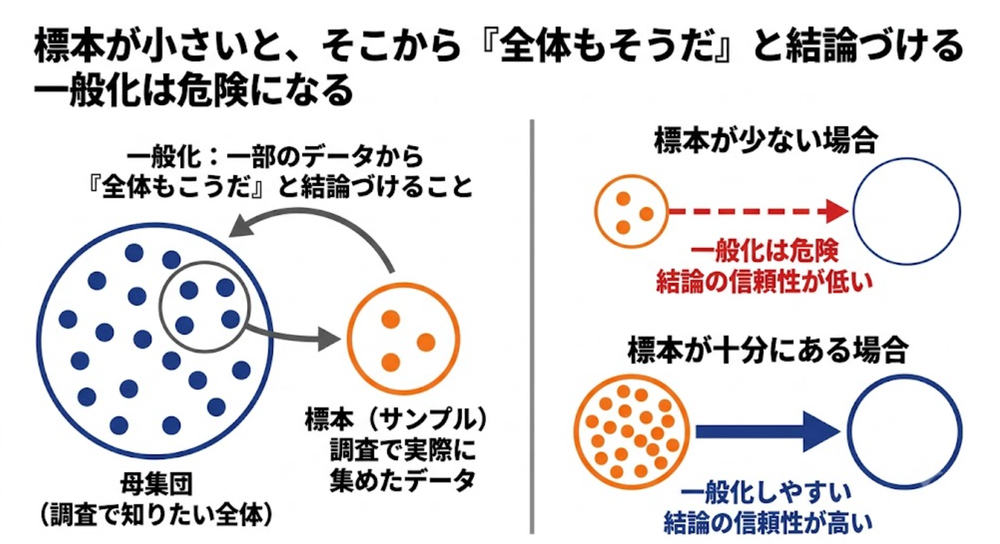 標本が小さいと、そこから『全体もそうだ』と結論づける
一般化は危険になる
一般化：一部のデータから
『全体もこうだ』と結論づけること
母集団
（調査で知りたい全体）
標本（サンプル）
調査で実際に
集めたデータ
標本が少ない場合
一般化は危険
結論の信頼性が低い
標本が十分にある場合
一般化しやすい
結論の信頼性が高い